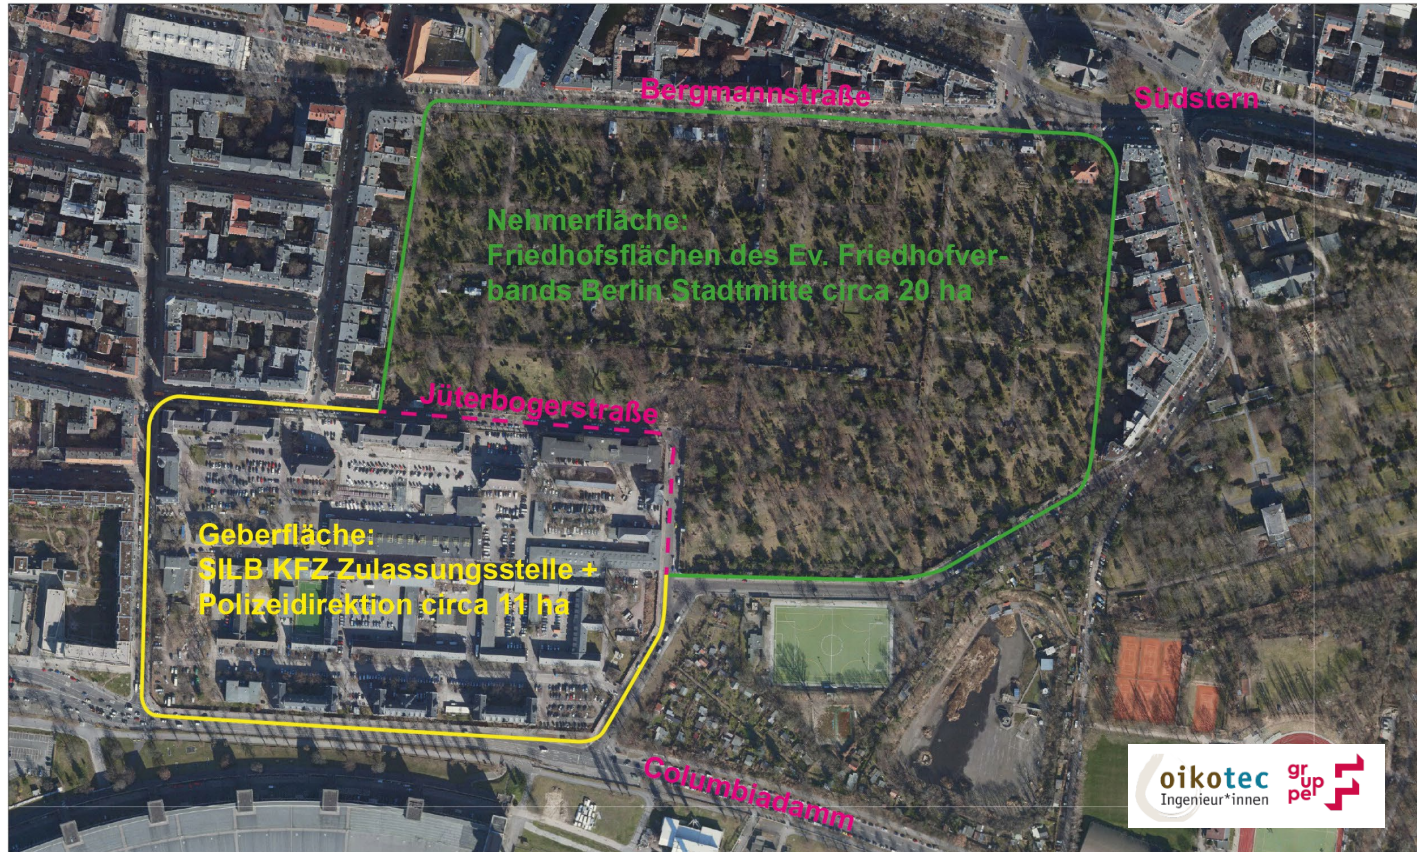 Bergmannstraße
Südstern
Nehmerfläche:
Friedhofsflächen des Ev. Friedhofver-
bands Berlin Stadtmitte circa 20 ha
Jüterbogerstraße
Geberfläche:
SILB KFZ Zulassungsstelle +
Polizeidirektion circa 11 ha
Columbiadamm
oikotec
Ingenieur*innen
gr
upp
pe